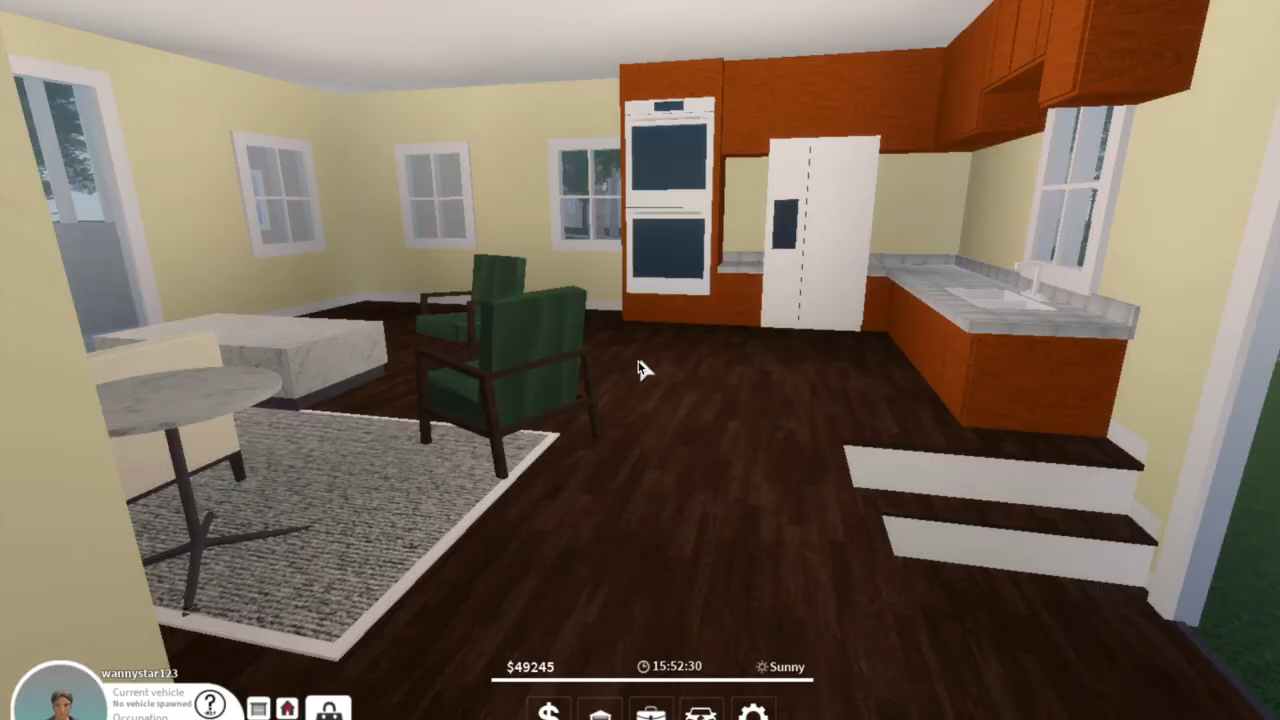 $49245
15:52:30
Sunny
wannystar123
Current vehicle
No vehicle spawned
?
Occupation
$